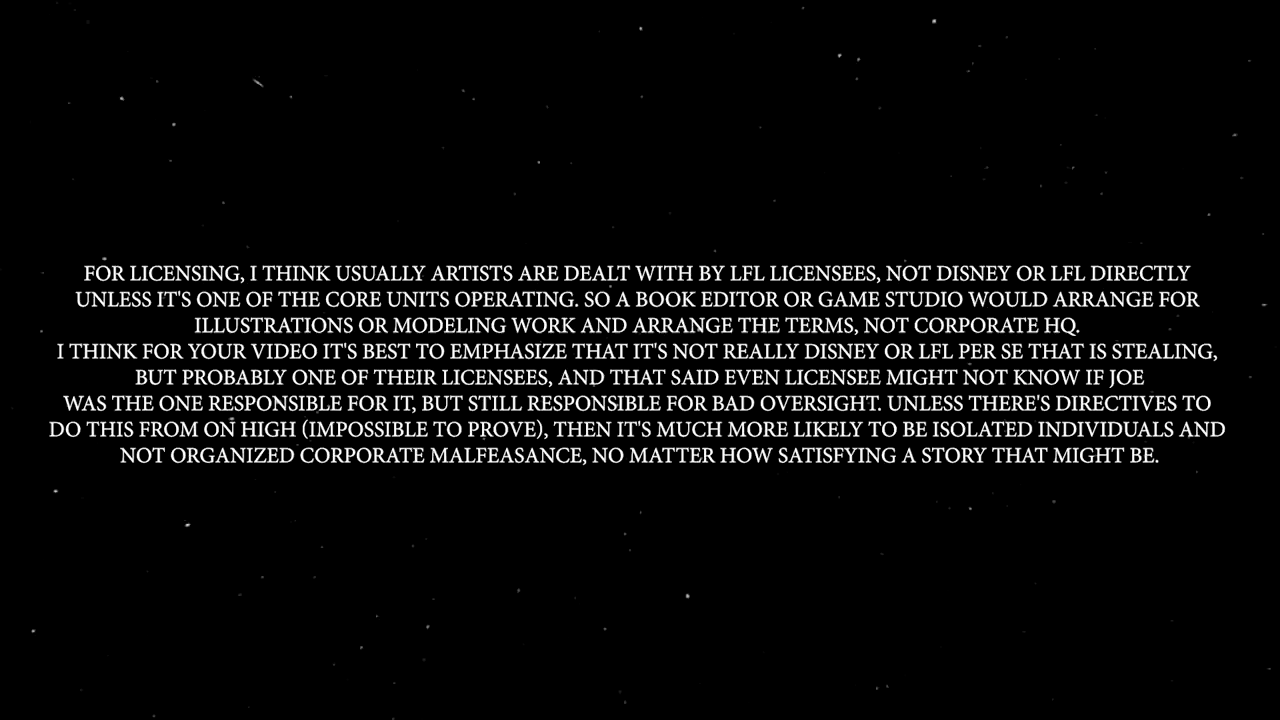 FOR LICENSING, I THINK USUALLY ARTISTS ARE DEALT WITH BY LFL LICENSEES, NOT DISNEY OR LFL DIRECTLY
UNLESS IT'S ONE OF THE CORE UNITS OPERATING. SO A BOOK EDITOR OR GAME STUDIO WOULD ARRANGE FOR
ILLUSTRATIONS OR MODELING WORK AND ARRANGE THE TERMS, NOT CORPORATE HQ.
I THINK FOR YOUR VIDEO IT'S BEST TO EMPHASIZE THAT IT'S NOT REALLY DISNEY OR LFL PER SE THAT IS STEALING,
BUT PROBABLY ONE OF THEIR LICENSEES, AND THAT SAID EVEN LICENSEE MIGHT NOT KNOW IF JOE
WAS THE ONE RESPONSIBLE FOR IT, BUT STILL RESPONSIBLE FOR BAD OVERSIGHT. UNLESS THERE'S DIRECTIVES TO
DO THIS FROM ON HIGH (IMPOSSIBLE TO PROVE), THEN IT'S MUCH MORE LIKELY TO BE ISOLATED INDIVIDUALS AND
NOT ORGANIZED CORPORATE MALFEASANCE, NO MATTER HOW SATISFYING A STORY THAT MIGHT BE.